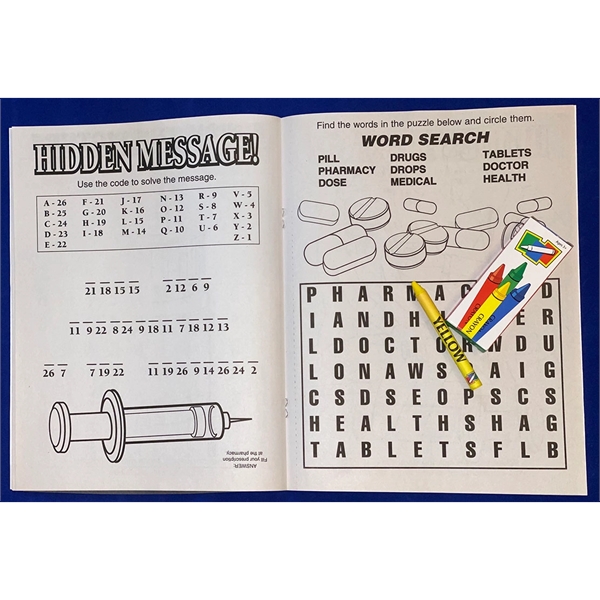 HIDDEN MESSAGE!
Use the code to solve the message.
A - 26 F - 21 J - 17 N - 13 R - 9 V - 5
B - 25 G - 20 K - 16 O - 12 S - 8 W - 4
C - 24 H - 19 L - 15 P - 11 T - 7 X - 3
D - 23 I - 18 M - 14 Q - 10 U - 6 Y - 2
E - 22 Z - 1
21 18 15 15 2 12 6 9
11 9 22 8 24 9 18 11 7 18 12 13
26 7 7 19 22 11 19 26 9 14 26 24 2
ANSWER:
Fill your prescription
at the pharmacy
Find the words in the puzzle below and circle them.
WORD SEARCH
PILL DRUGS TABLETS
PHARMACY DROPS DOCTOR
DOSE MEDICAL HEALTH
P H A R M A C D
I A N D H E R
L D O C T O R W D U
L O N A W S A I G
C S D S E O P S C S
H E A L T H S H A G
T A B L E T S F L B
YELLOW
CRAYON
CRAYON